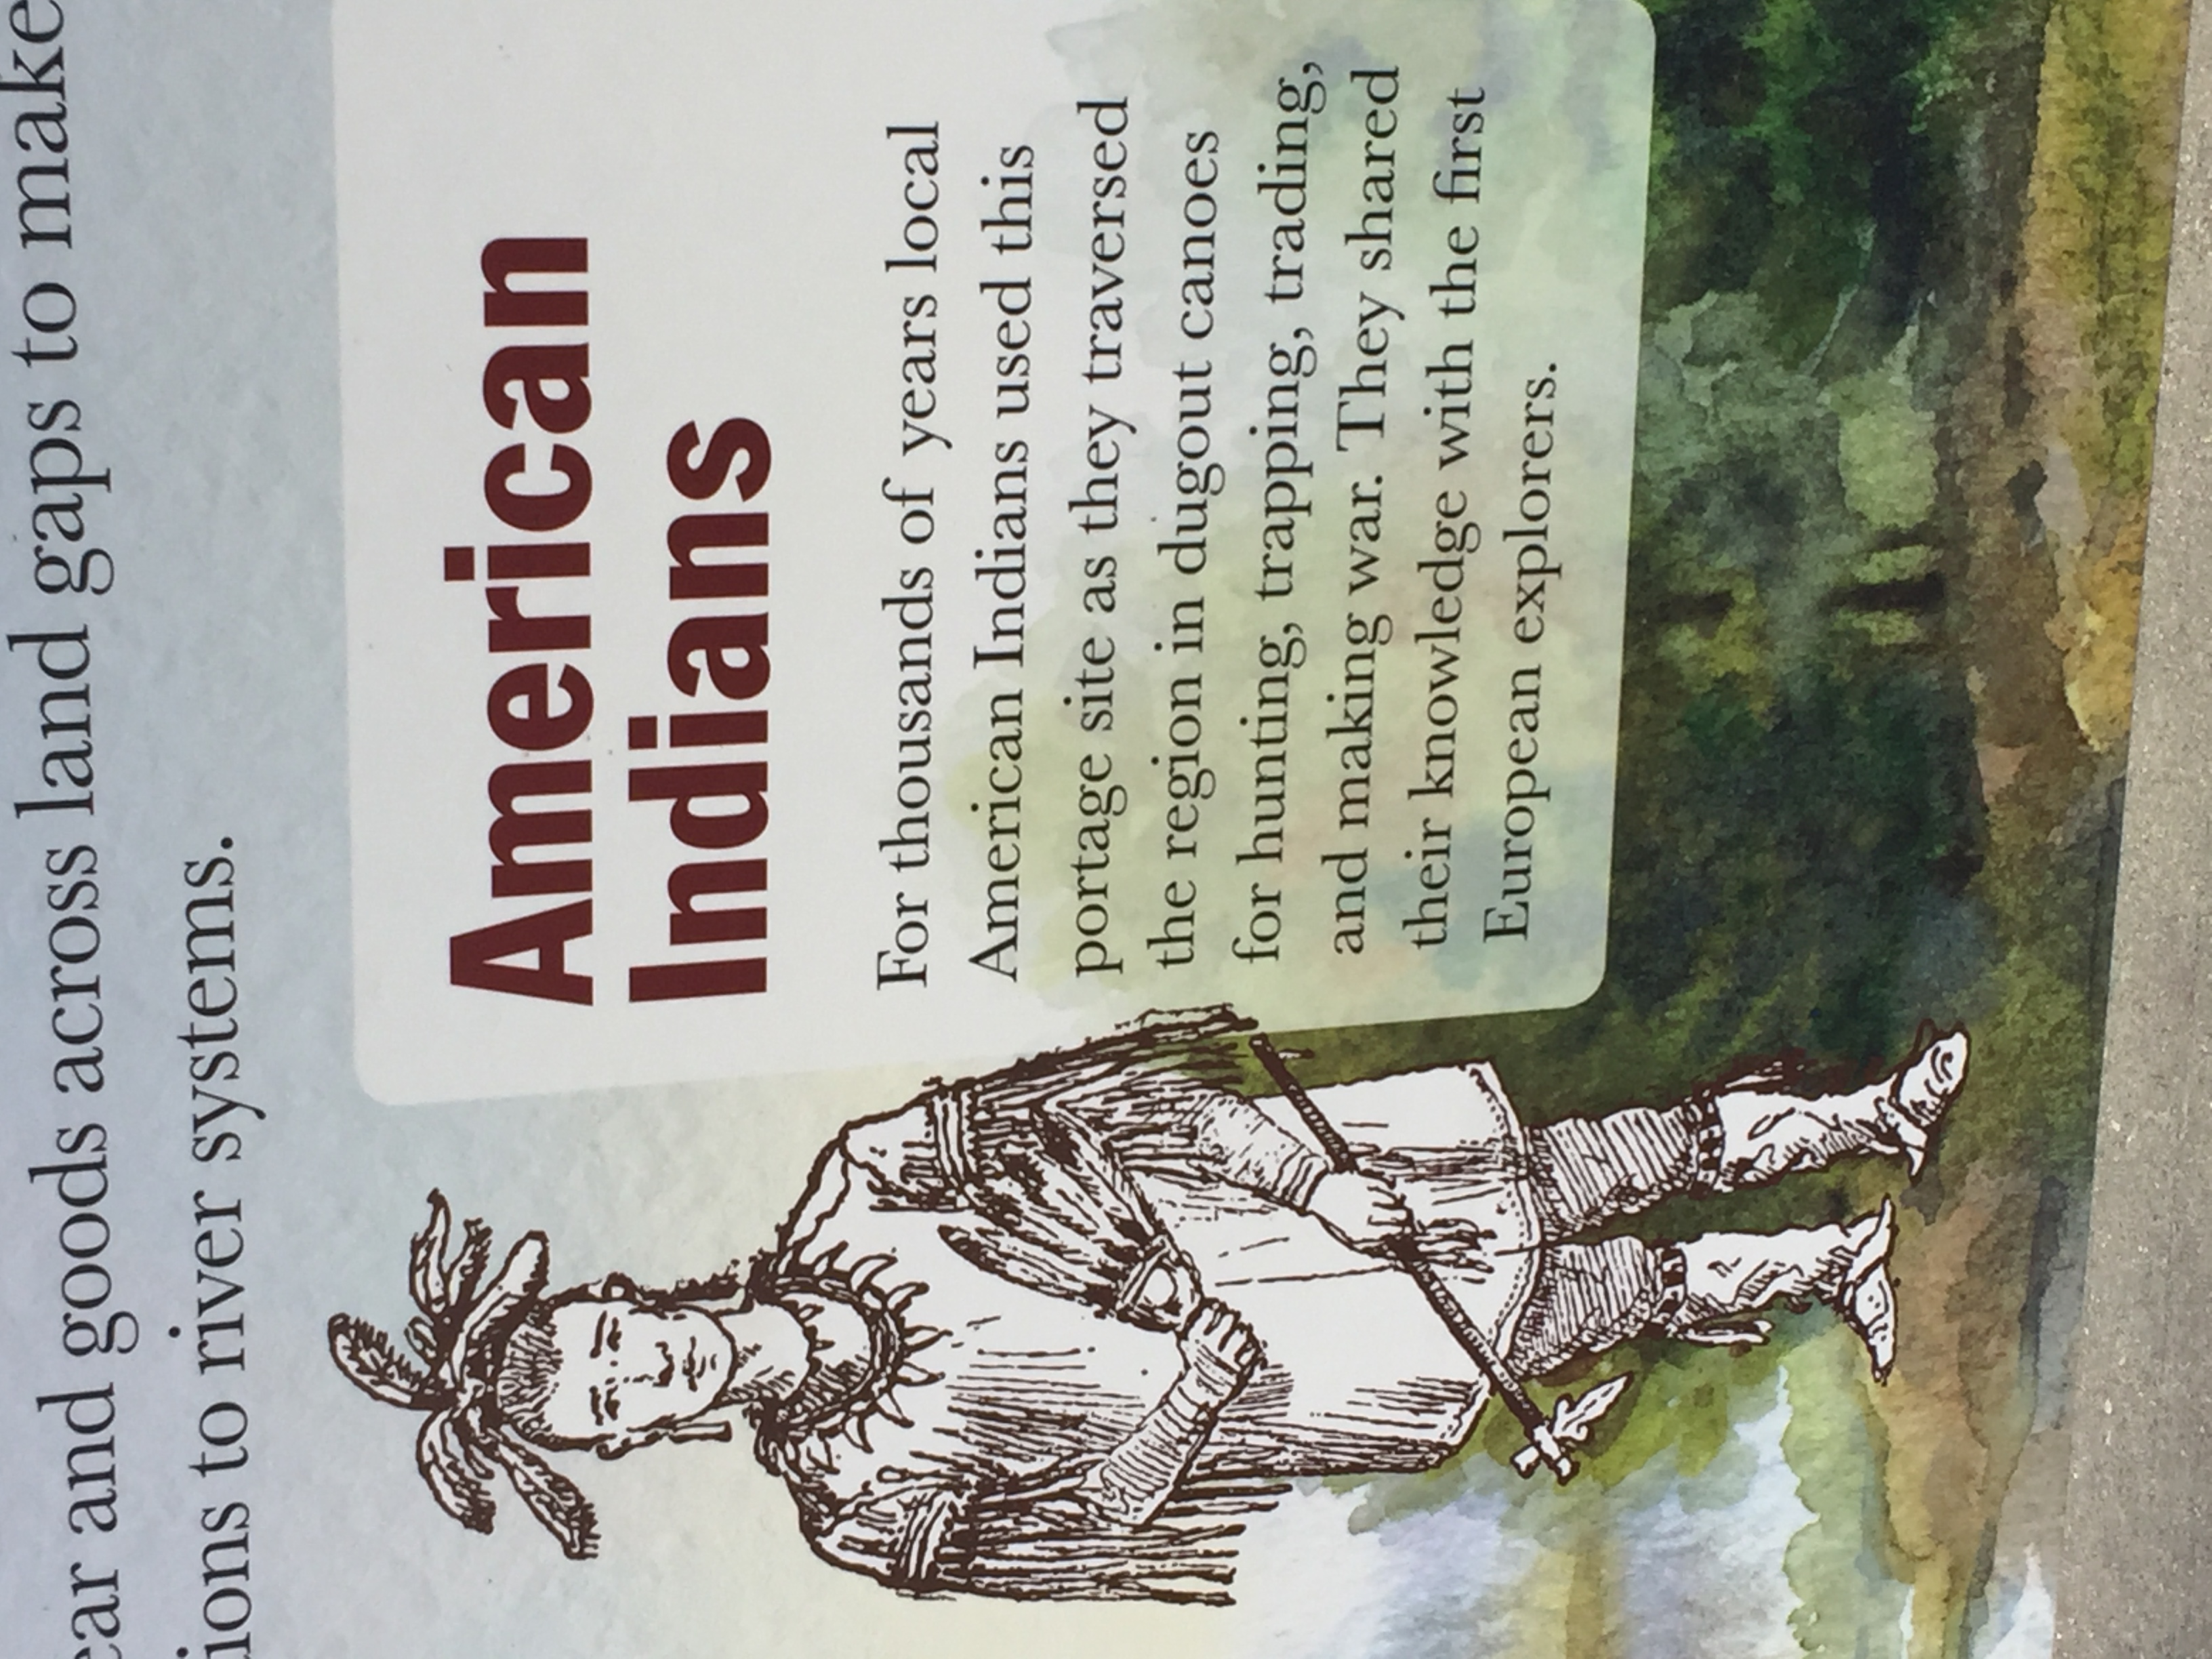 and goods across land gaps to make
to river systems.
American
Indians
For thousands of years local
American Indians used this
portage site as they traversed
the region in dugout canoes
for hunting, trapping, trading,
and making war. They shared
their knowledge with the first
European explorers.